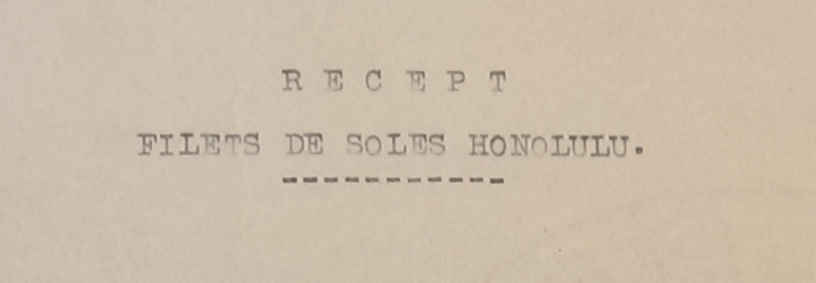 R E C E P T
FILETS DE SOLES HONOLULU.
-----------